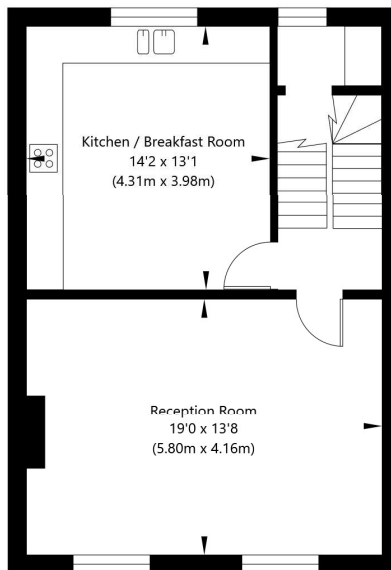 Kitchen / Breakfast Room
14'2 x 13'1
(4.31m x 3.98m)
Reception Room
19'0 x 13'8
(5.80m x 4.16m)